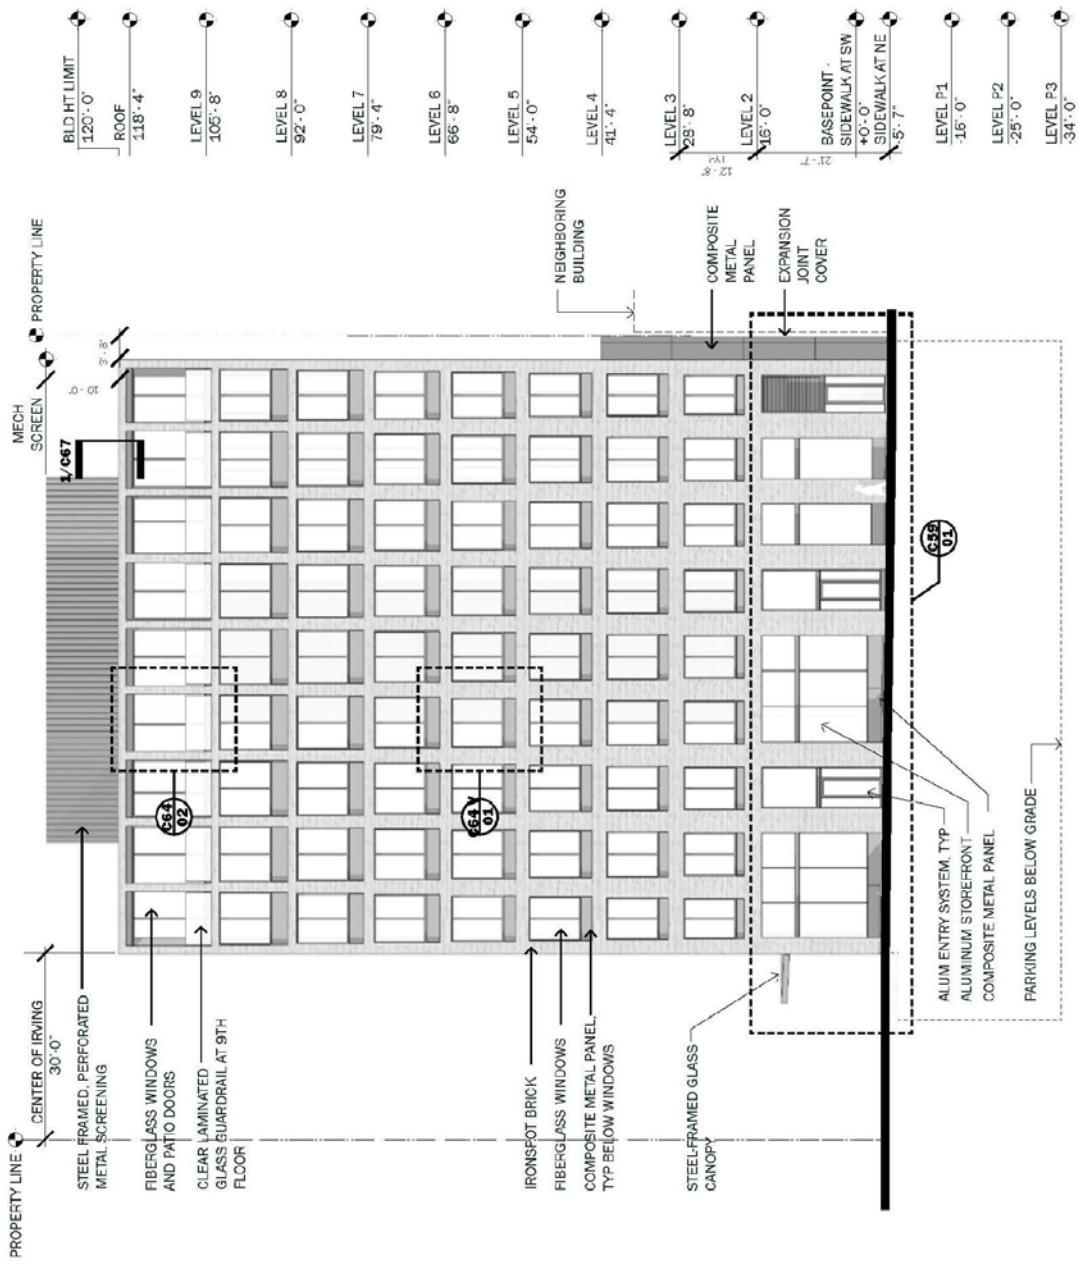 BLD HT LIMIT
120'- 0"
ROOF
118'- 4"
LEVEL 9
105'- 8"
LEVEL 8
92'- 0"
LEVEL 7
79'- 4"
LEVEL 6
66'- 8"
LEVEL 5
54'- 0"
LEVEL 4
41'- 4"
LEVEL 3
28'- 8"
LEVEL 2
16'- 0"
BASEPOINT -
SIDEWALK AT SW
+0'- 0"
SIDEWALK AT NE
-5'- 7"
LEVEL P1
-16'- 0"
LEVEL P2
-25'- 0"
LEVEL P3
-34'- 0"
12'- 8"
TYP
21'- 7"
PROPERTY LINE
MECH
SCREEN
3'- 8"
10'- 0"
1/C67
NEIGHBORING
BUILDING
COMPOSITE
METAL
PANEL
EXPANSION
JOINT
COVER
C59
01
C64
02
C64
01
PROPERTY LINE
CENTER OF IRVING
30'-0"
STEEL FRAMED, PERFORATED
METAL SCREENING
FIBERGLASS WINDOWS
AND PATIO DOORS
CLEAR LAMINATED
GLASS GUARDRAIL AT 9TH
FLOOR
IRONSPOT BRICK
FIBERGLASS WINDOWS
COMPOSITE METAL PANEL,
TYP BELOW WINDOWS
STEEL-FRAMED GLASS
CANOPY
ALUM ENTRY SYSTEM, TYP
ALUMINUM STOREFRONT
COMPOSITE METAL PANEL
PARKING LEVELS BELOW GRADE